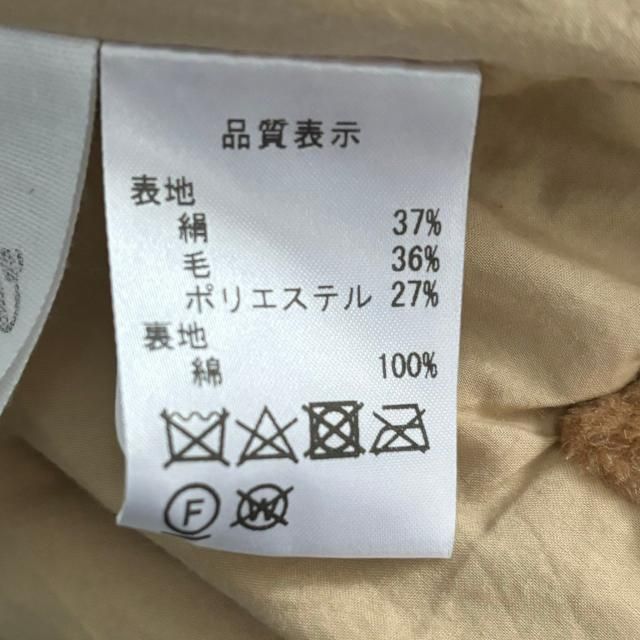 品質表示
表地
絹 37%
毛 36%
ポリエステル 27%
裏地
綿 100%
F W